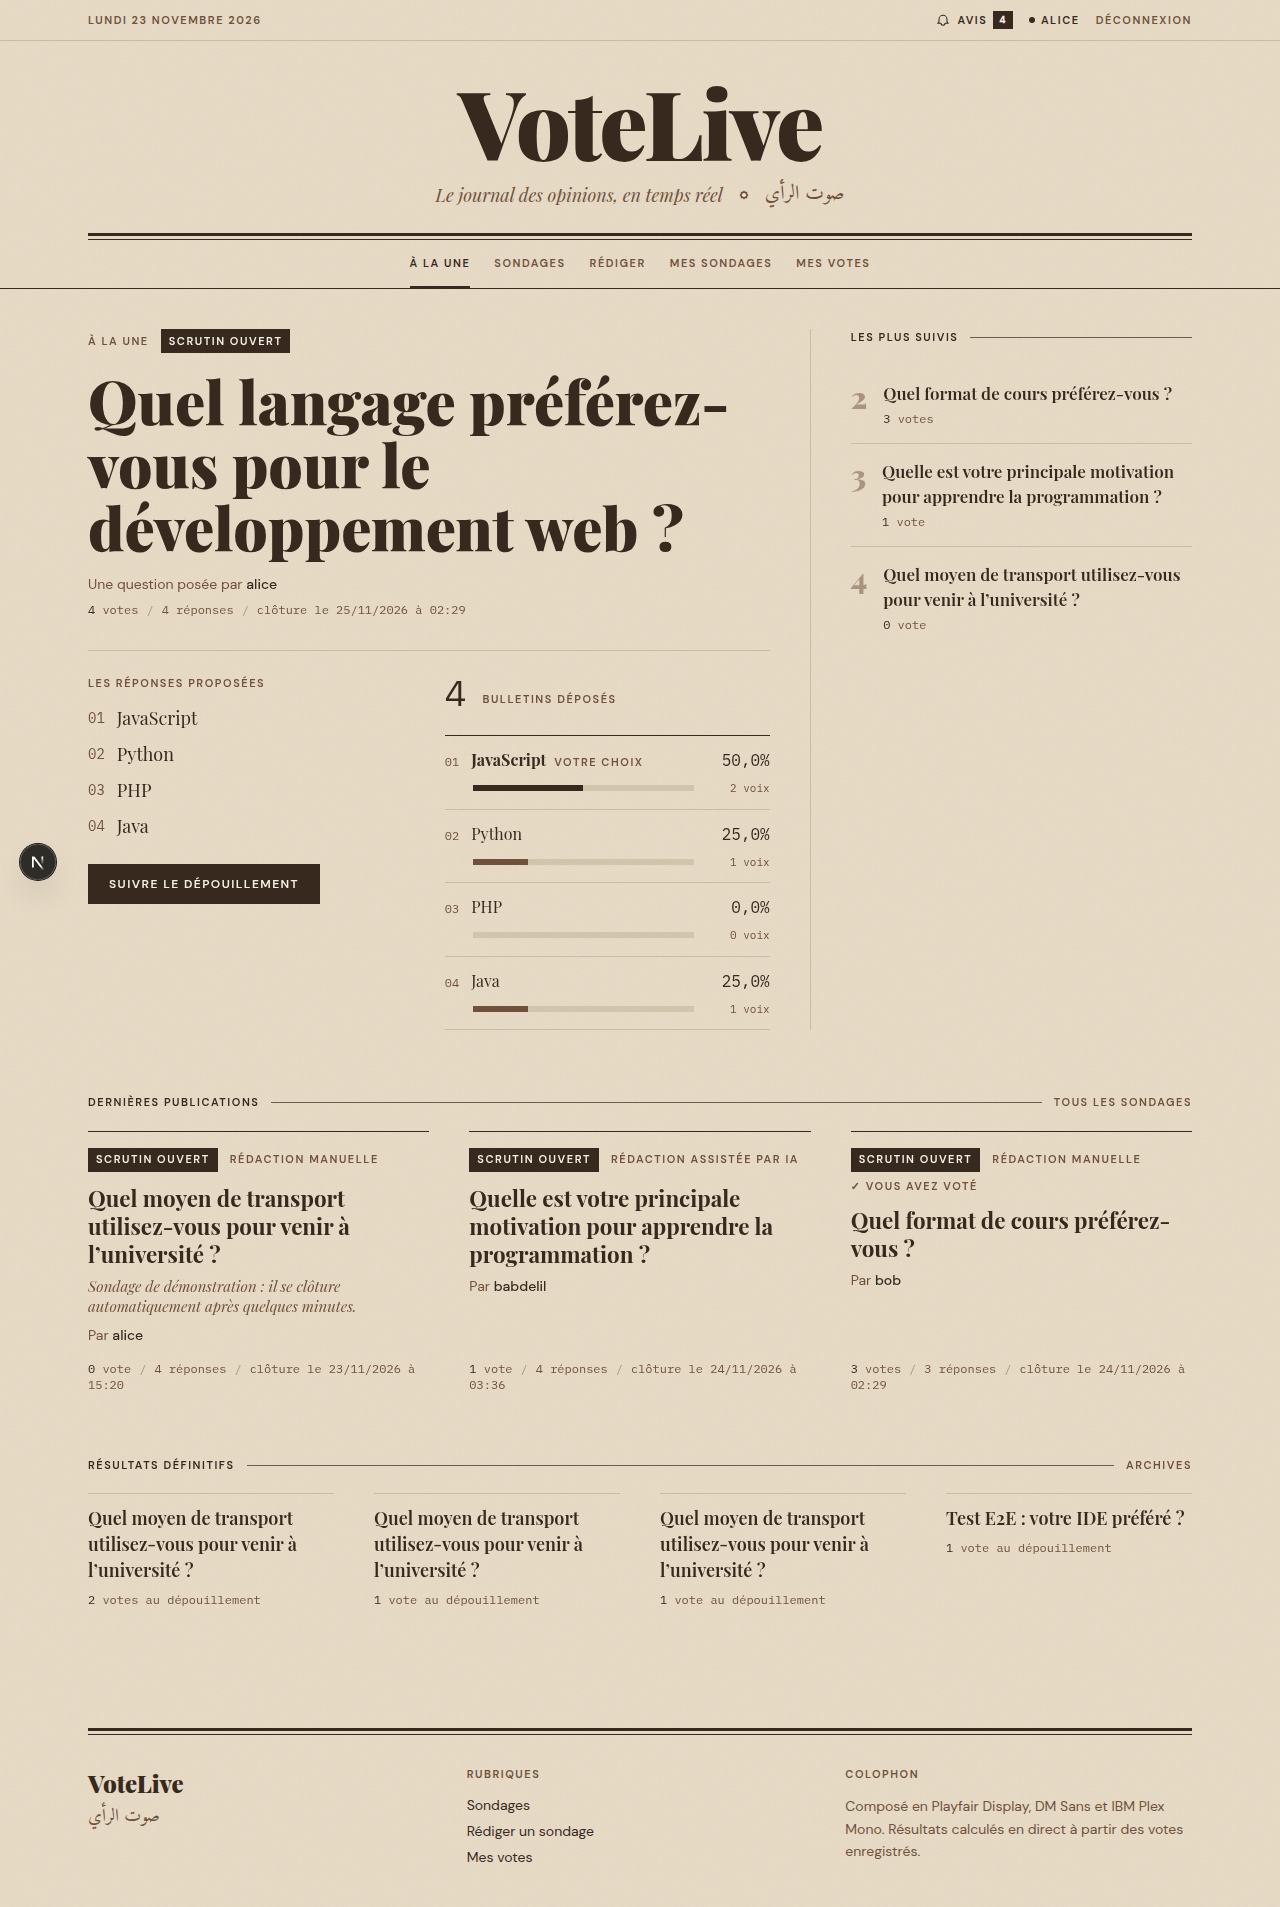 LUNDI 23 NOVEMBRE 2026
AVIS 4 ALICE DÉCONNEXION
VoteLive
Le journal des opinions, en temps réel صوت الرأي
À LA UNE SONDAGES RÉDIGER MES SONDAGES MES VOTES
À LA UNE SCRUTIN OUVERT
Quel langage préférez-
vous pour le
développement web ?
Une question posée par alice
4 votes / 4 réponses / clôture le 25/11/2026 à 02:29
LES RÉPONSES PROPOSÉES
01 JavaScript
02 Python
03 PHP
04 Java
SUIVRE LE DÉPOUILLEMENT
4 BULLETINS DÉPOSÉS
01 JavaScript VOTRE CHOIX 50,0%
2 voix
02 Python 25,0%
1 voix
03 PHP 0,0%
0 voix
04 Java 25,0%
1 voix
LES PLUS SUIVIS
2 Quel format de cours préférez-vous ?
3 votes
3 Quelle est votre principale motivation
pour apprendre la programmation ?
1 vote
4 Quel moyen de transport utilisez-vous
pour venir à l’université ?
0 vote
N
DERNIÈRES PUBLICATIONS TOUS LES SONDAGES
SCRUTIN OUVERT RÉDACTION MANUELLE
Quel moyen de transport
utilisez-vous pour venir à
l’université ?
Sondage de démonstration : il se clôture
automatiquement après quelques minutes.
Par alice
0 vote / 4 réponses / clôture le 23/11/2026 à
15:20
SCRUTIN OUVERT RÉDACTION ASSISTÉE PAR IA
Quelle est votre principale
motivation pour apprendre la
programmation ?
Par babdelil
1 vote / 4 réponses / clôture le 24/11/2026 à
03:36
SCRUTIN OUVERT RÉDACTION MANUELLE
✓ VOUS AVEZ VOTÉ
Quel format de cours préférez-
vous ?
Par bob
3 votes / 3 réponses / clôture le 24/11/2026 à
02:29
RÉSULTATS DÉFINITIFS ARCHIVES
Quel moyen de transport
utilisez-vous pour venir à
l’université ?
2 votes au dépouillement
Quel moyen de transport
utilisez-vous pour venir à
l’université ?
1 vote au dépouillement
Quel moyen de transport
utilisez-vous pour venir à
l’université ?
1 vote au dépouillement
Test E2E : votre IDE préféré ?
1 vote au dépouillement
VoteLive
صوت الرأي
RUBRIQUES
Sondages
Rédiger un sondage
Mes votes
COLOPHON
Composé en Playfair Display, DM Sans et IBM Plex
Mono. Résultats calculés en direct à partir des votes
enregistrés.